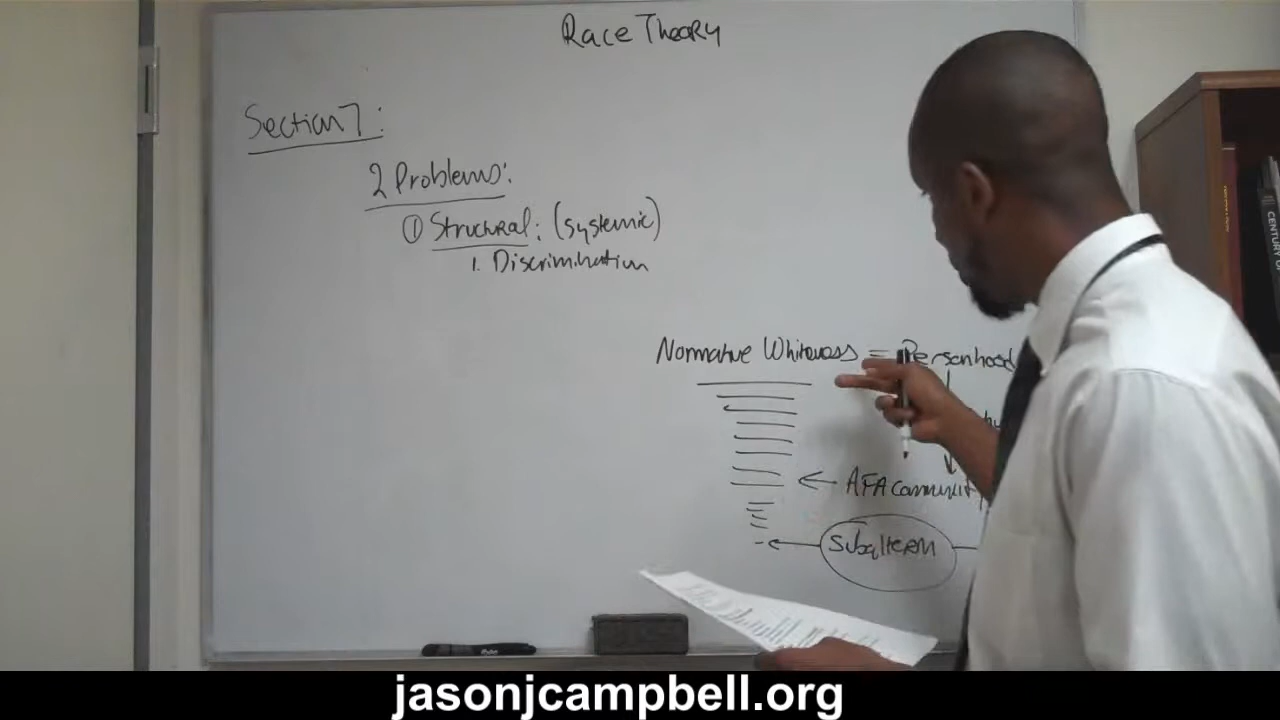 Race Theory
Section 7:
2 Problems:
① Structural: (systemic)
1. Discrimination
Normative Whiteness = Personhood
← AFA community
Subaltern
CENTURY
jasonjcampbell.org